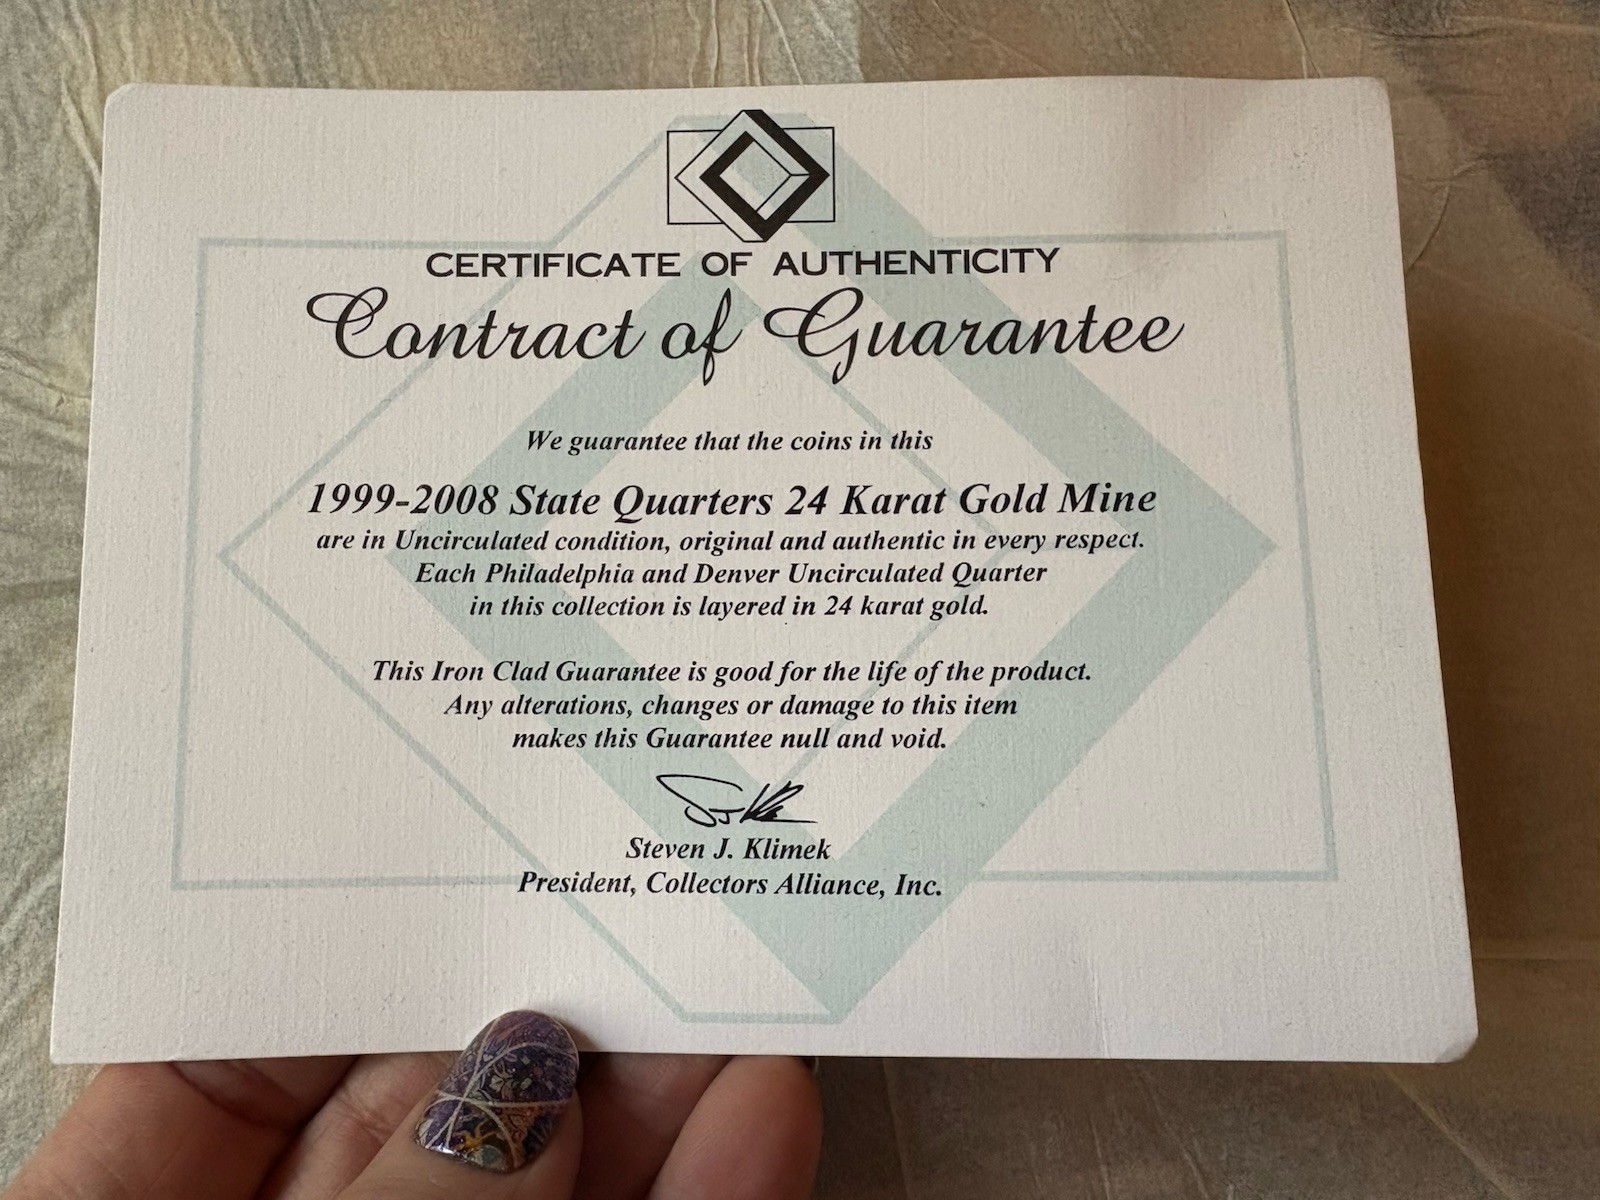 CERTIFICATE OF AUTHENTICITY
Contract of Guarantee
We guarantee that the coins in this
1999-2008 State Quarters 24 Karat Gold Mine
are in Uncirculated condition, original and authentic in every respect.
Each Philadelphia and Denver Uncirculated Quarter
in this collection is layered in 24 karat gold.
This Iron Clad Guarantee is good for the life of the product.
Any alterations, changes or damage to this item
makes this Guarantee null and void.
Steven J. Klimek
President, Collectors Alliance, Inc.